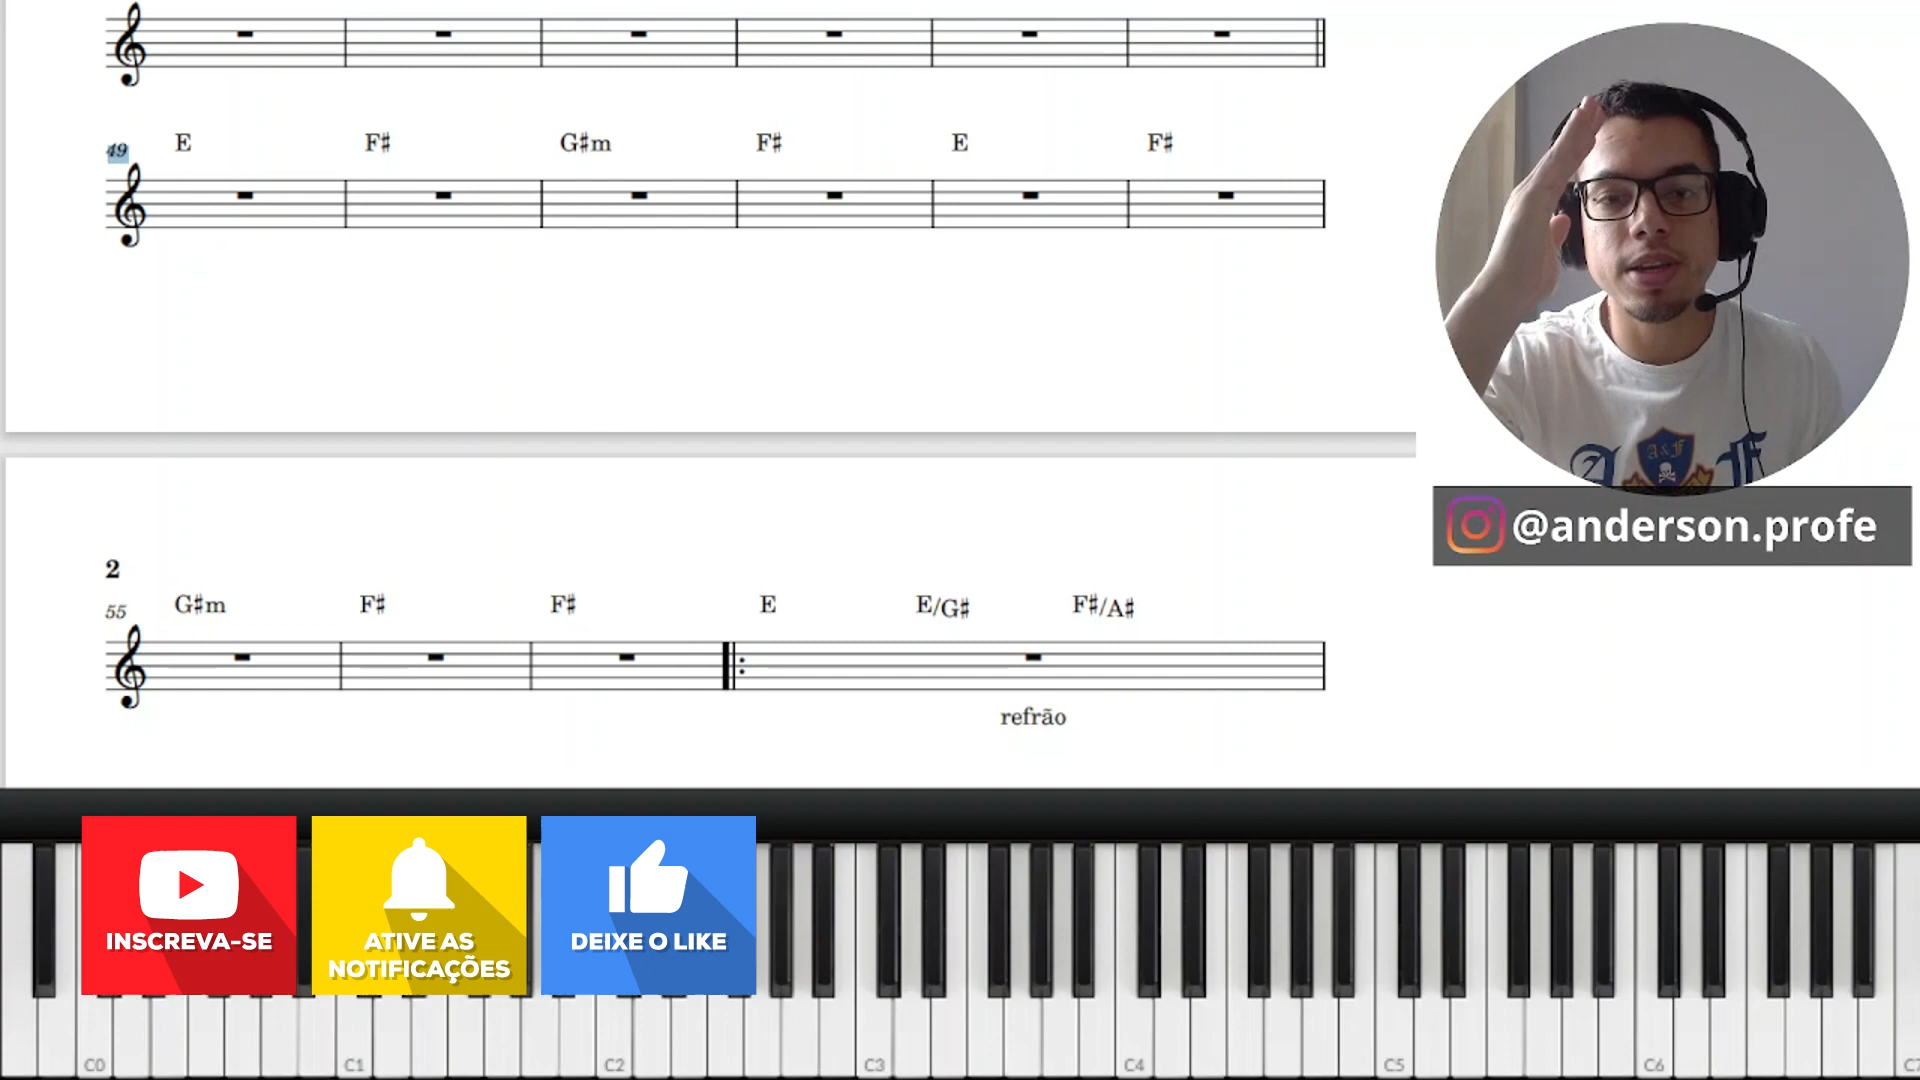 49 E F♯ G♯m F♯ E F♯
2
55 G♯m F♯ F♯ E E/G♯ F♯/A♯
refrão
A&F
A F
@anderson.profe
INSCREVA-SE
ATIVE AS
NOTIFICAÇÕES
DEIXE O LIKE
C0 C1 C2 C3 C4 C5 C6 C7